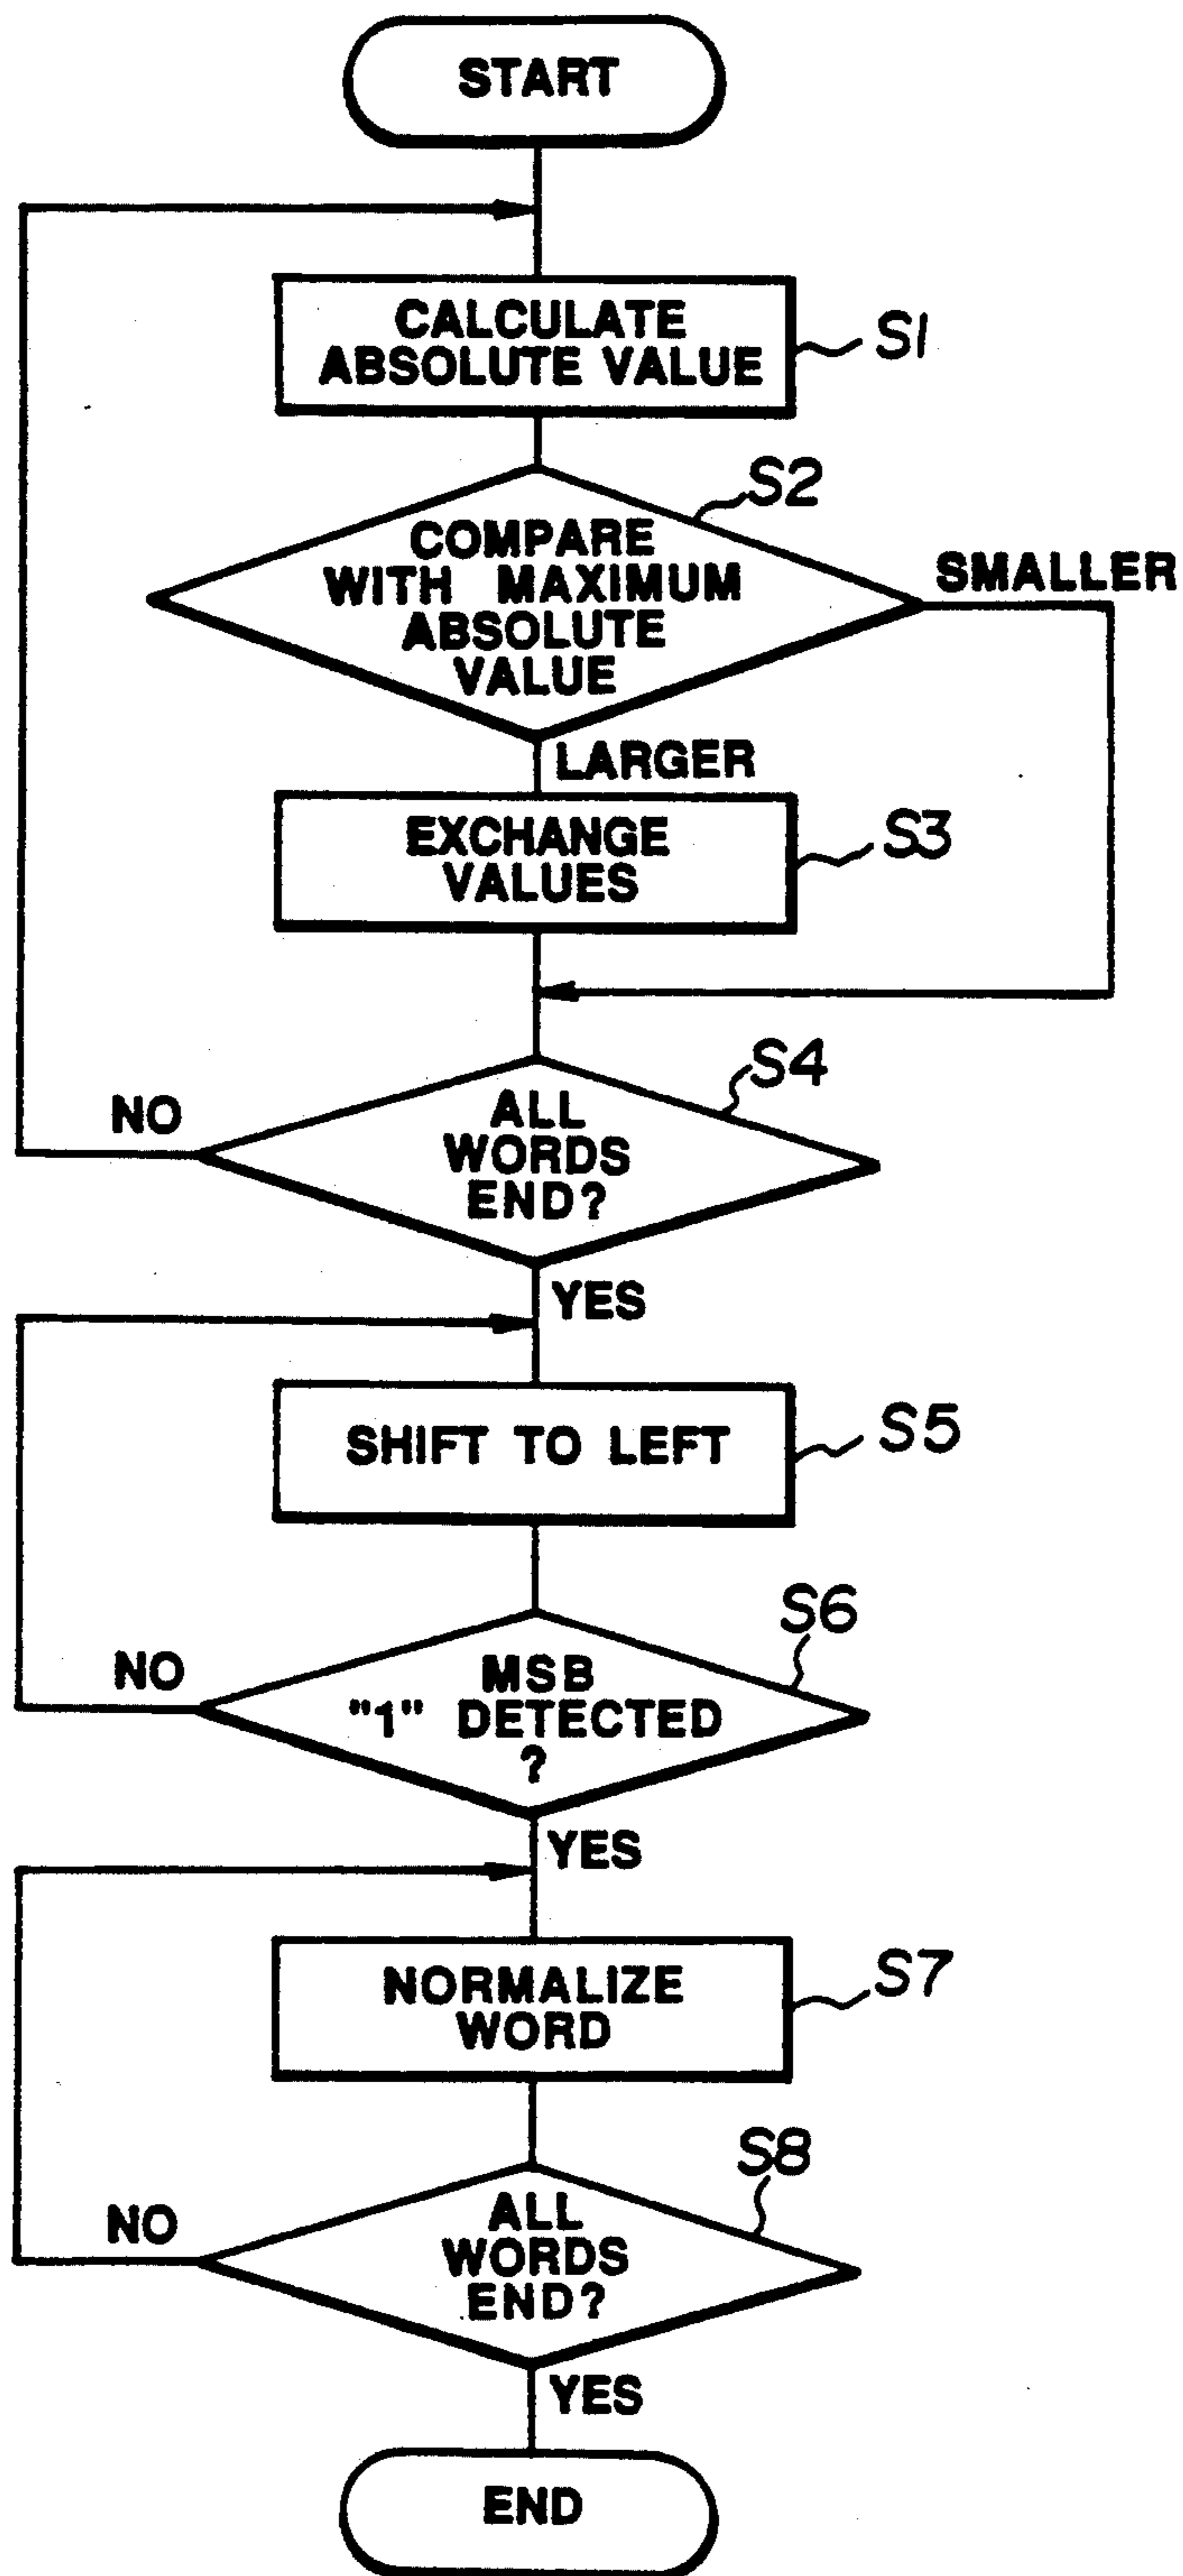 START
CALCULATE
ABSOLUTE VALUE
S1
S2
COMPARE
WITH MAXIMUM
ABSOLUTE
VALUE
SMALLER
LARGER
EXCHANGE
VALUES
S3
S4
NO
ALL
WORDS
END?
YES
SHIFT TO LEFT
S5
S6
NO
MSB
"1" DETECTED
?
YES
NORMALIZE
WORD
S7
S8
NO
ALL
WORDS
END?
YES
END